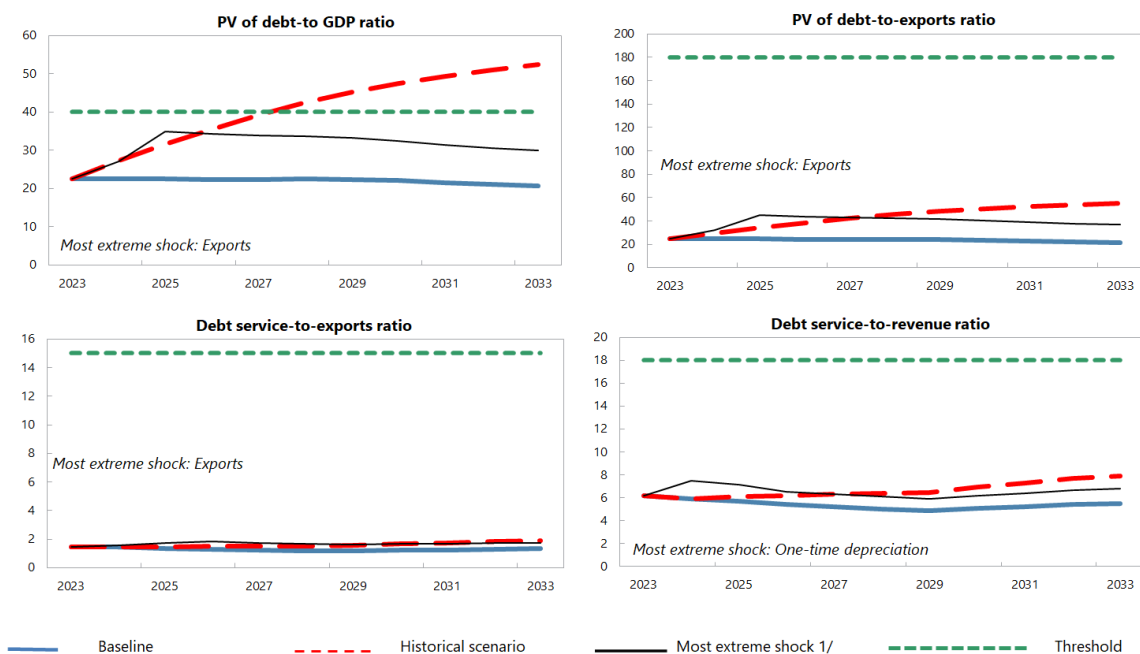 PV of debt-to GDP ratio
60
50
40
30
20
10
0
Most extreme shock: Exports
2023 2025 2027 2029 2031 2033
PV of debt-to-exports ratio
200
180
160
140
120
100
80
60
40
20
0
Most extreme shock: Exports
2023 2025 2027 2029 2031 2033
Debt service-to-exports ratio
16
14
12
10
8
6
4
2
0
Most extreme shock: Exports
2023 2025 2027 2029 2031 2033
Debt service-to-revenue ratio
20
18
16
14
12
10
8
6
4
2
0
Most extreme shock: One-time depreciation
2023 2025 2027 2029 2031 2033
Baseline Historical scenario Most extreme shock 1/ Threshold